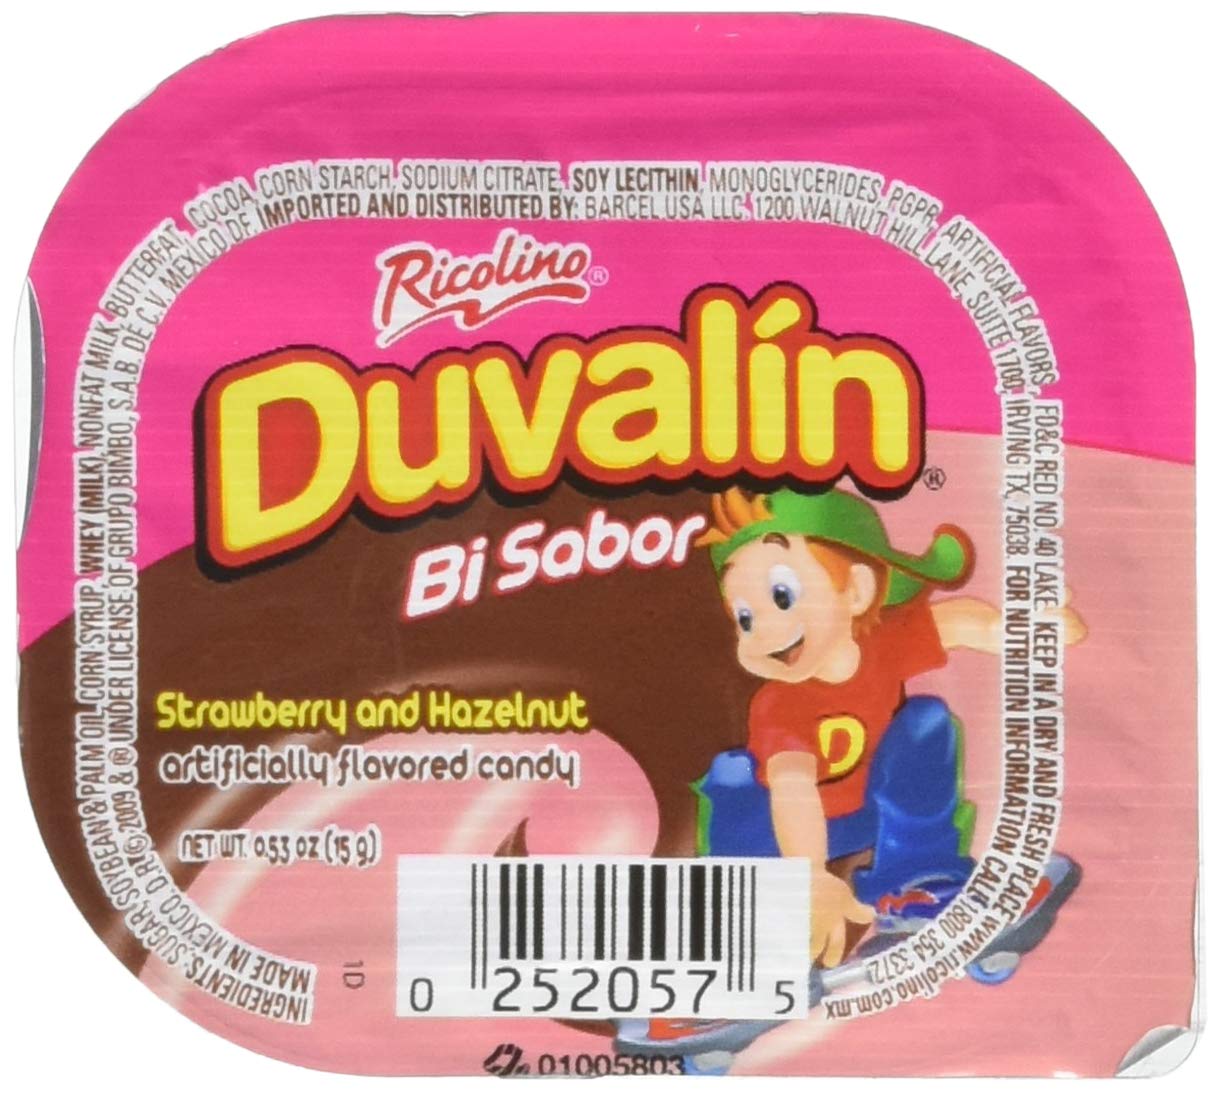 INGREDIENTS: SUGAR, SOYBEAN & PALM OIL, CORN SYRUP, WHEY (MILK), NONFAT MILK, BUTTERFAT, COCOA, CORN STARCH, SODIUM CITRATE, SOY LECITHIN, MONOGLYCERIDES, PGPR, ARTIFICIAL FLAVORS, FD&C RED NO. 40 LAKE. KEEP IN A DRY AND FRESH PLACE www.ricolino.com.mx
MADE IN MEXICO D.R. © 2009 & ® UNDER LICENSE OF GRUPO BIMBO, S.A.B. DE C.V. MÉXICO DF. IMPORTED AND DISTRIBUTED BY: BARCEL USA LLC, 1200 WALNUT HILL LANE, SUITE 1700, IRVING TX, 75038. FOR NUTRITION INFORMATION CALL 1 800 354 3372
Ricolino®
Duvalín®
Bi Sabor
Strawberry and Hazelnut
artificially flavored candy
D
NET WT. 0.53 oz (15 g)
1D
0 252057 5
01005803